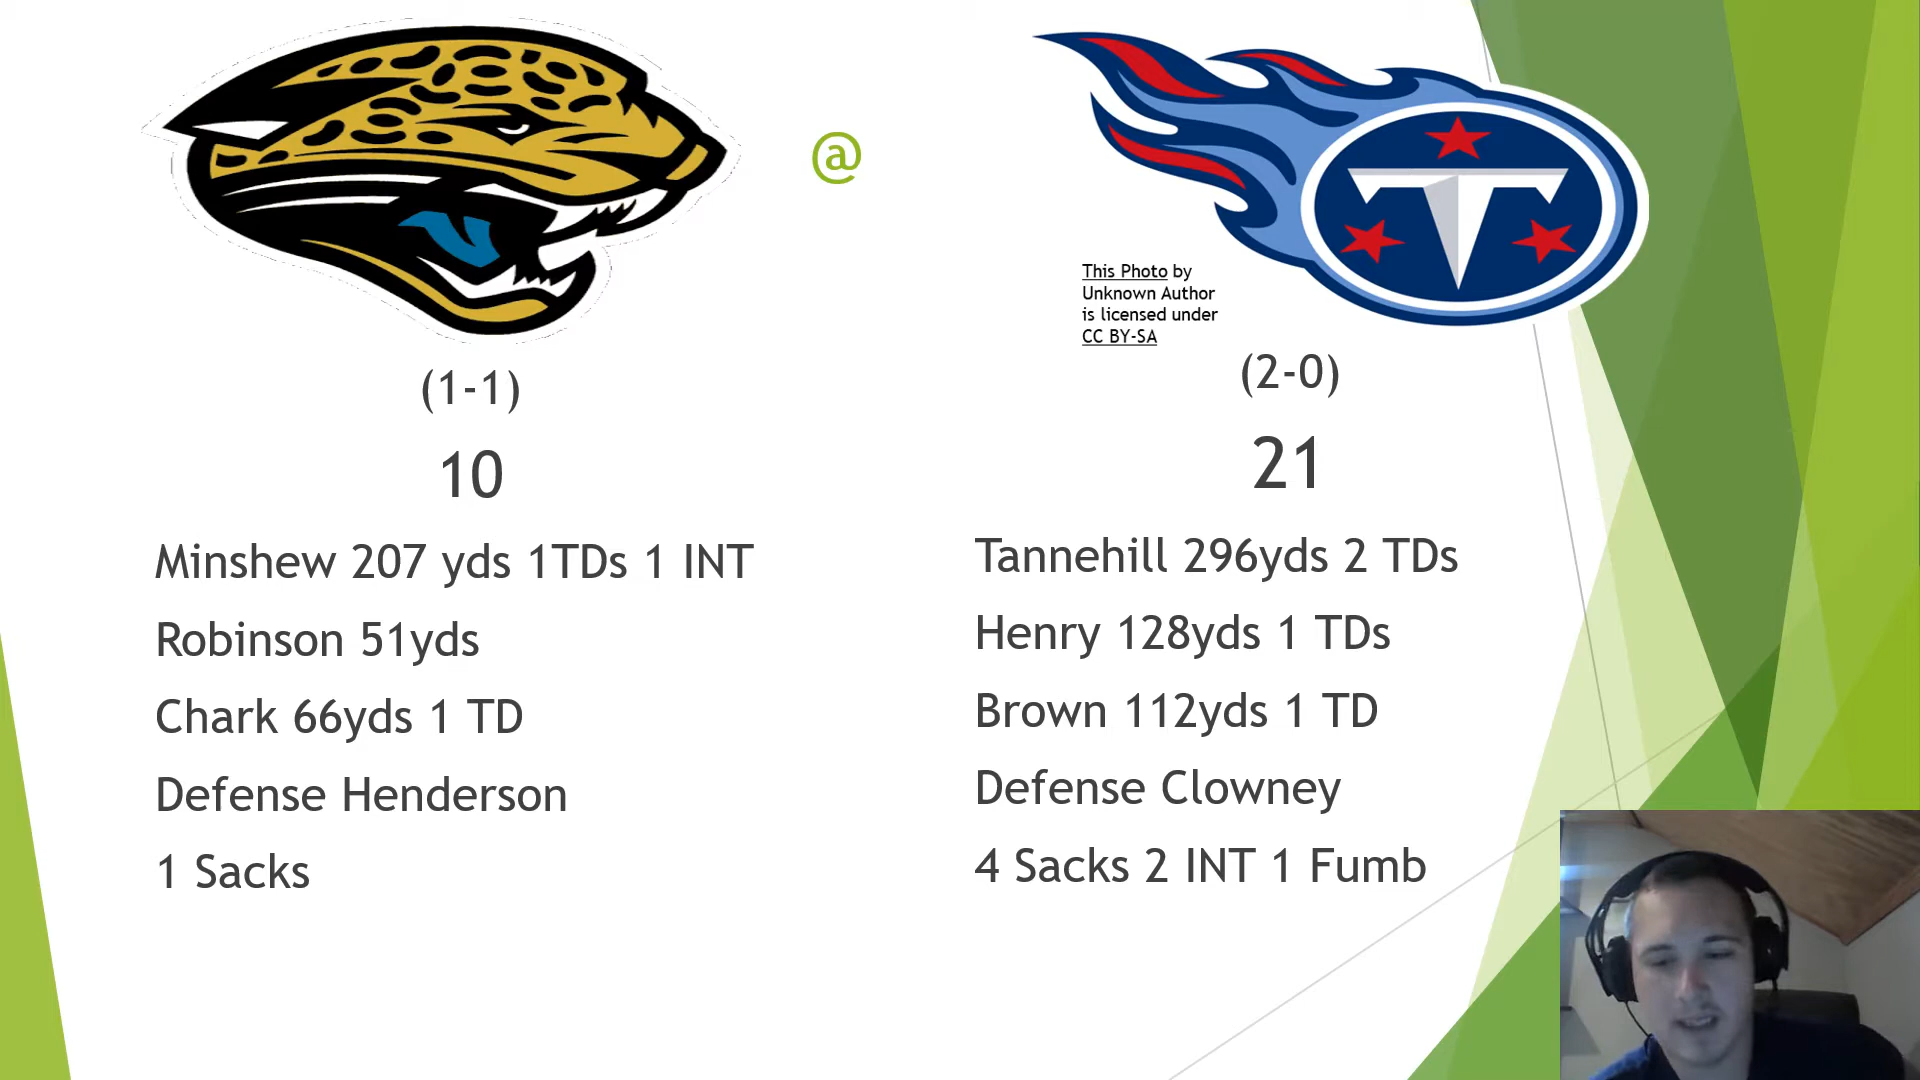 @
This Photo by
Unknown Author
is licensed under
CC BY-SA
(1-1)
10
Minshew 207 yds 1TDs 1 INT
Robinson 51yds
Chark 66yds 1 TD
Defense Henderson
1 Sacks
T
(2-0)
21
Tannehill 296yds 2 TDs
Henry 128yds 1 TDs
Brown 112yds 1 TD
Defense Clowney
4 Sacks 2 INT 1 Fumb